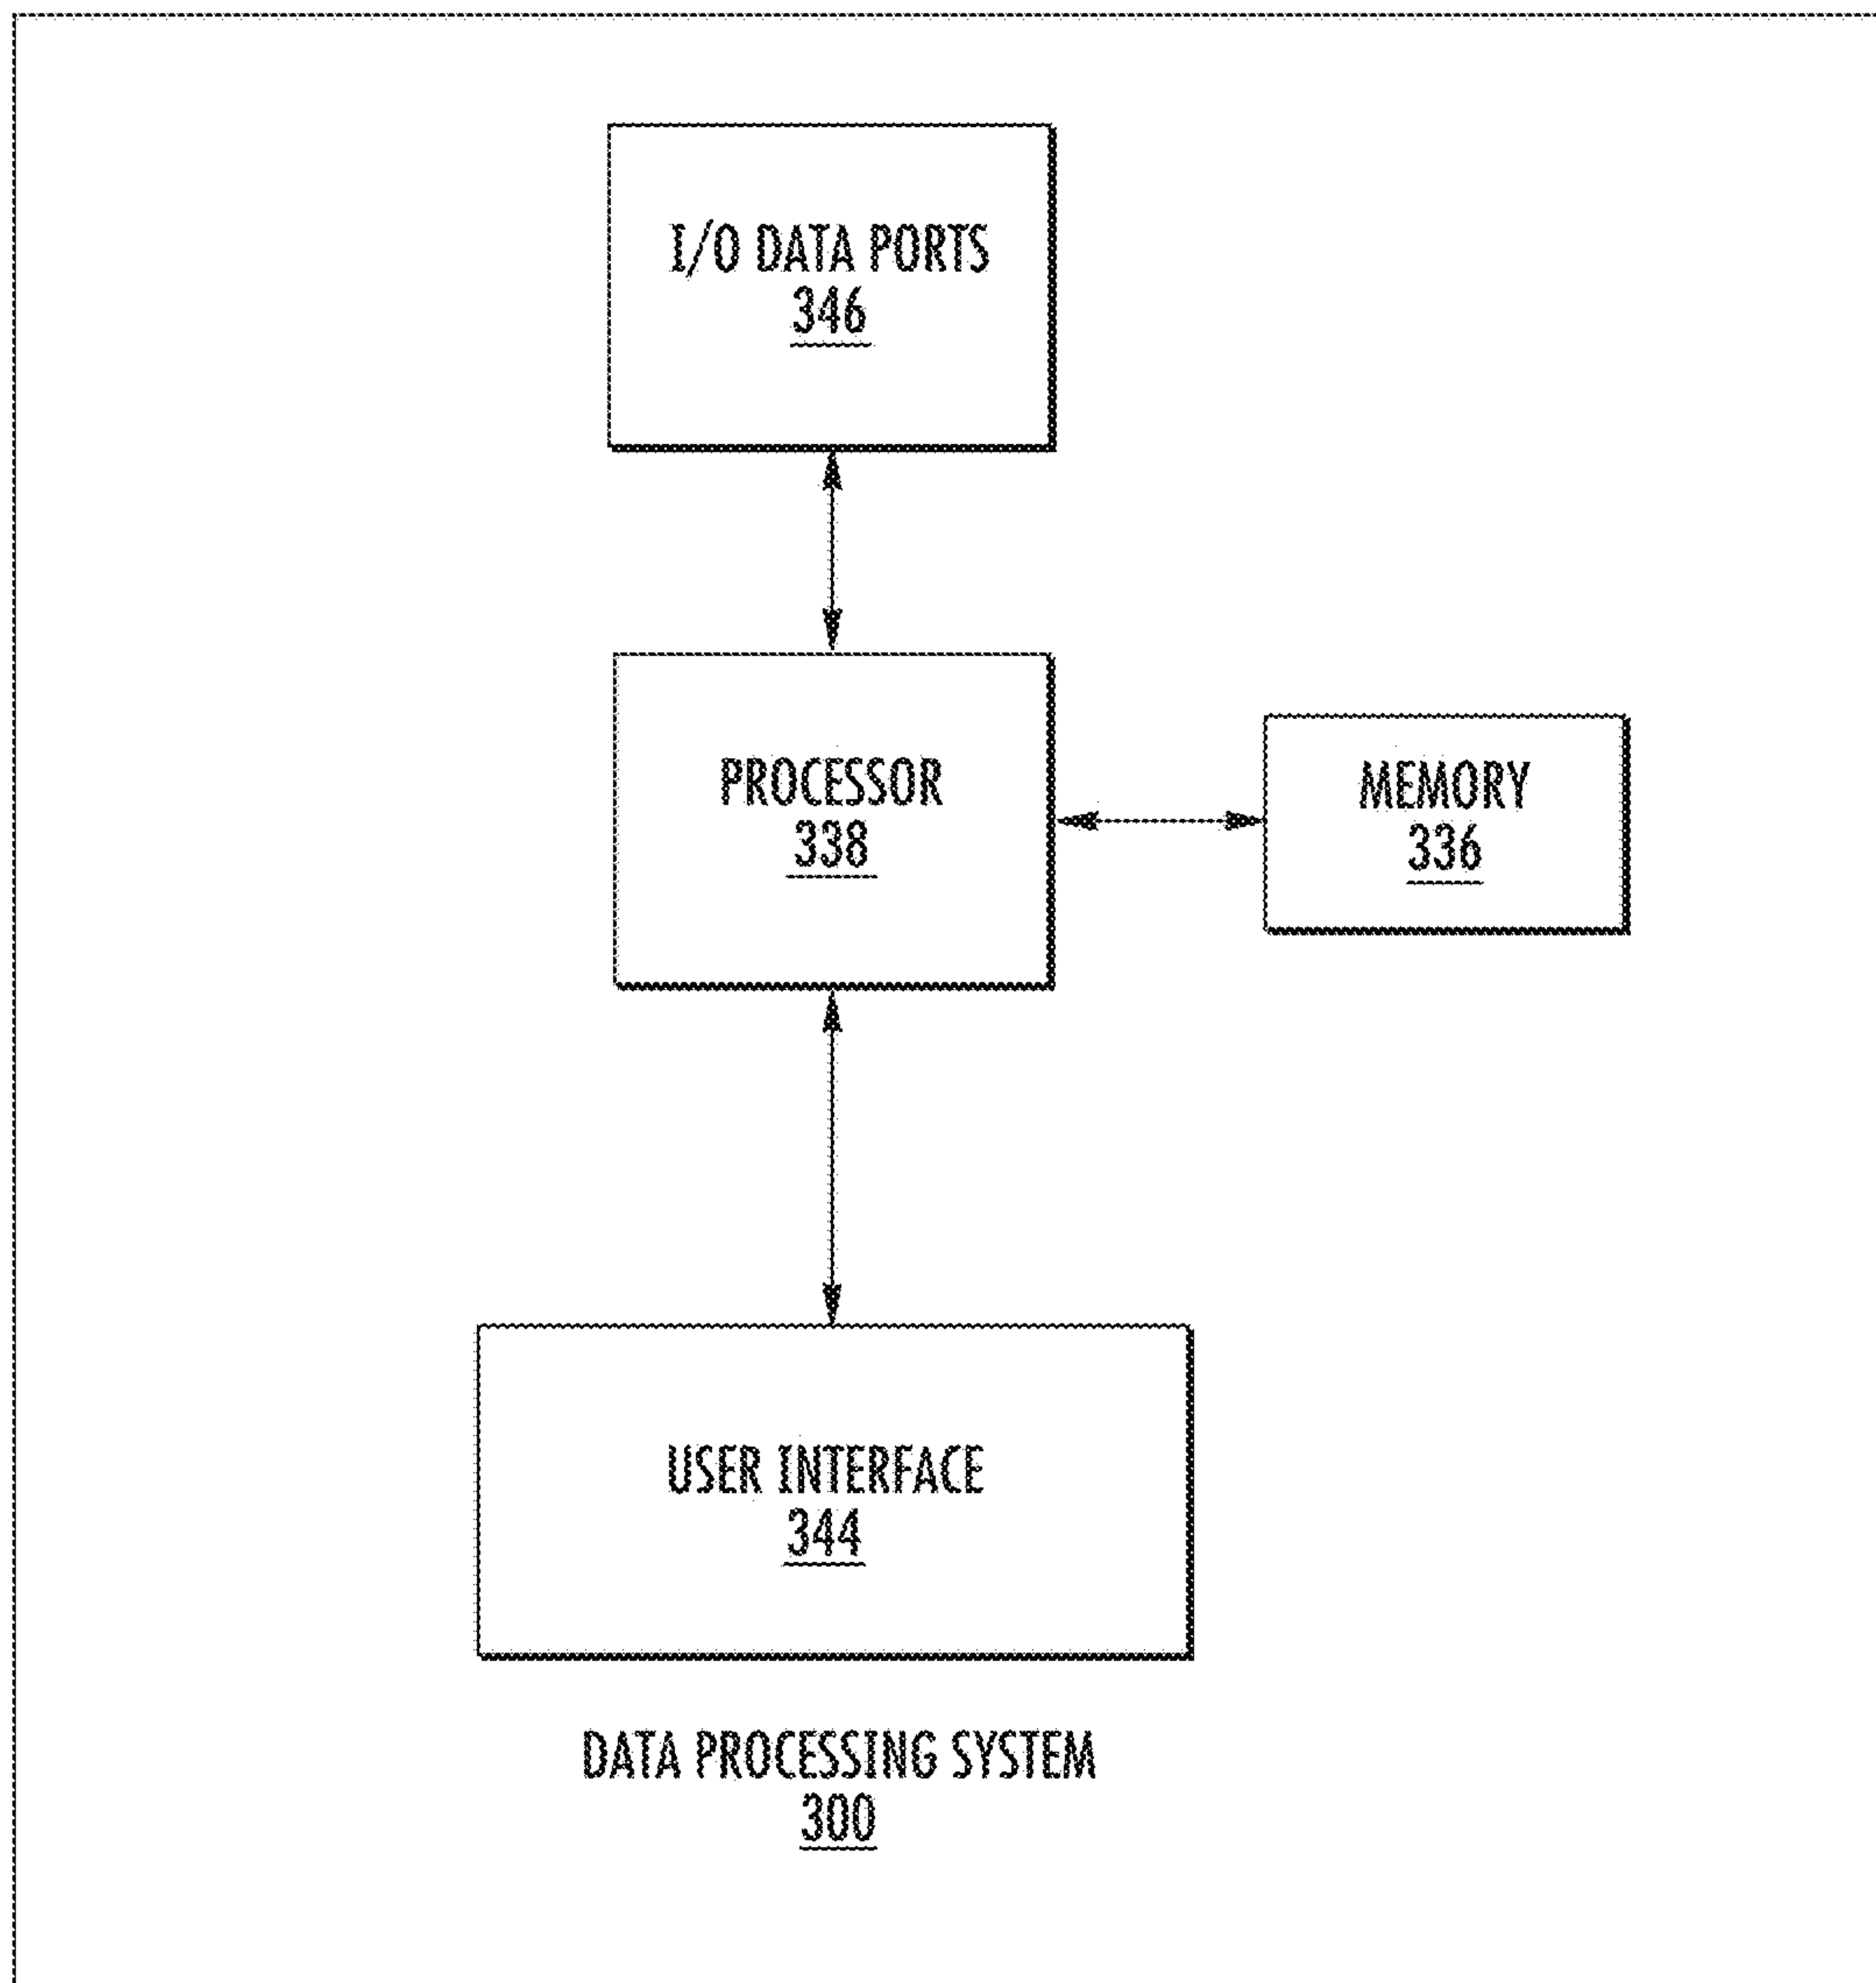 I/O DATA PORTS
346
PROCESSOR
338
MEMORY
336
USER INTERFACE
344
DATA PROCESSING SYSTEM
300